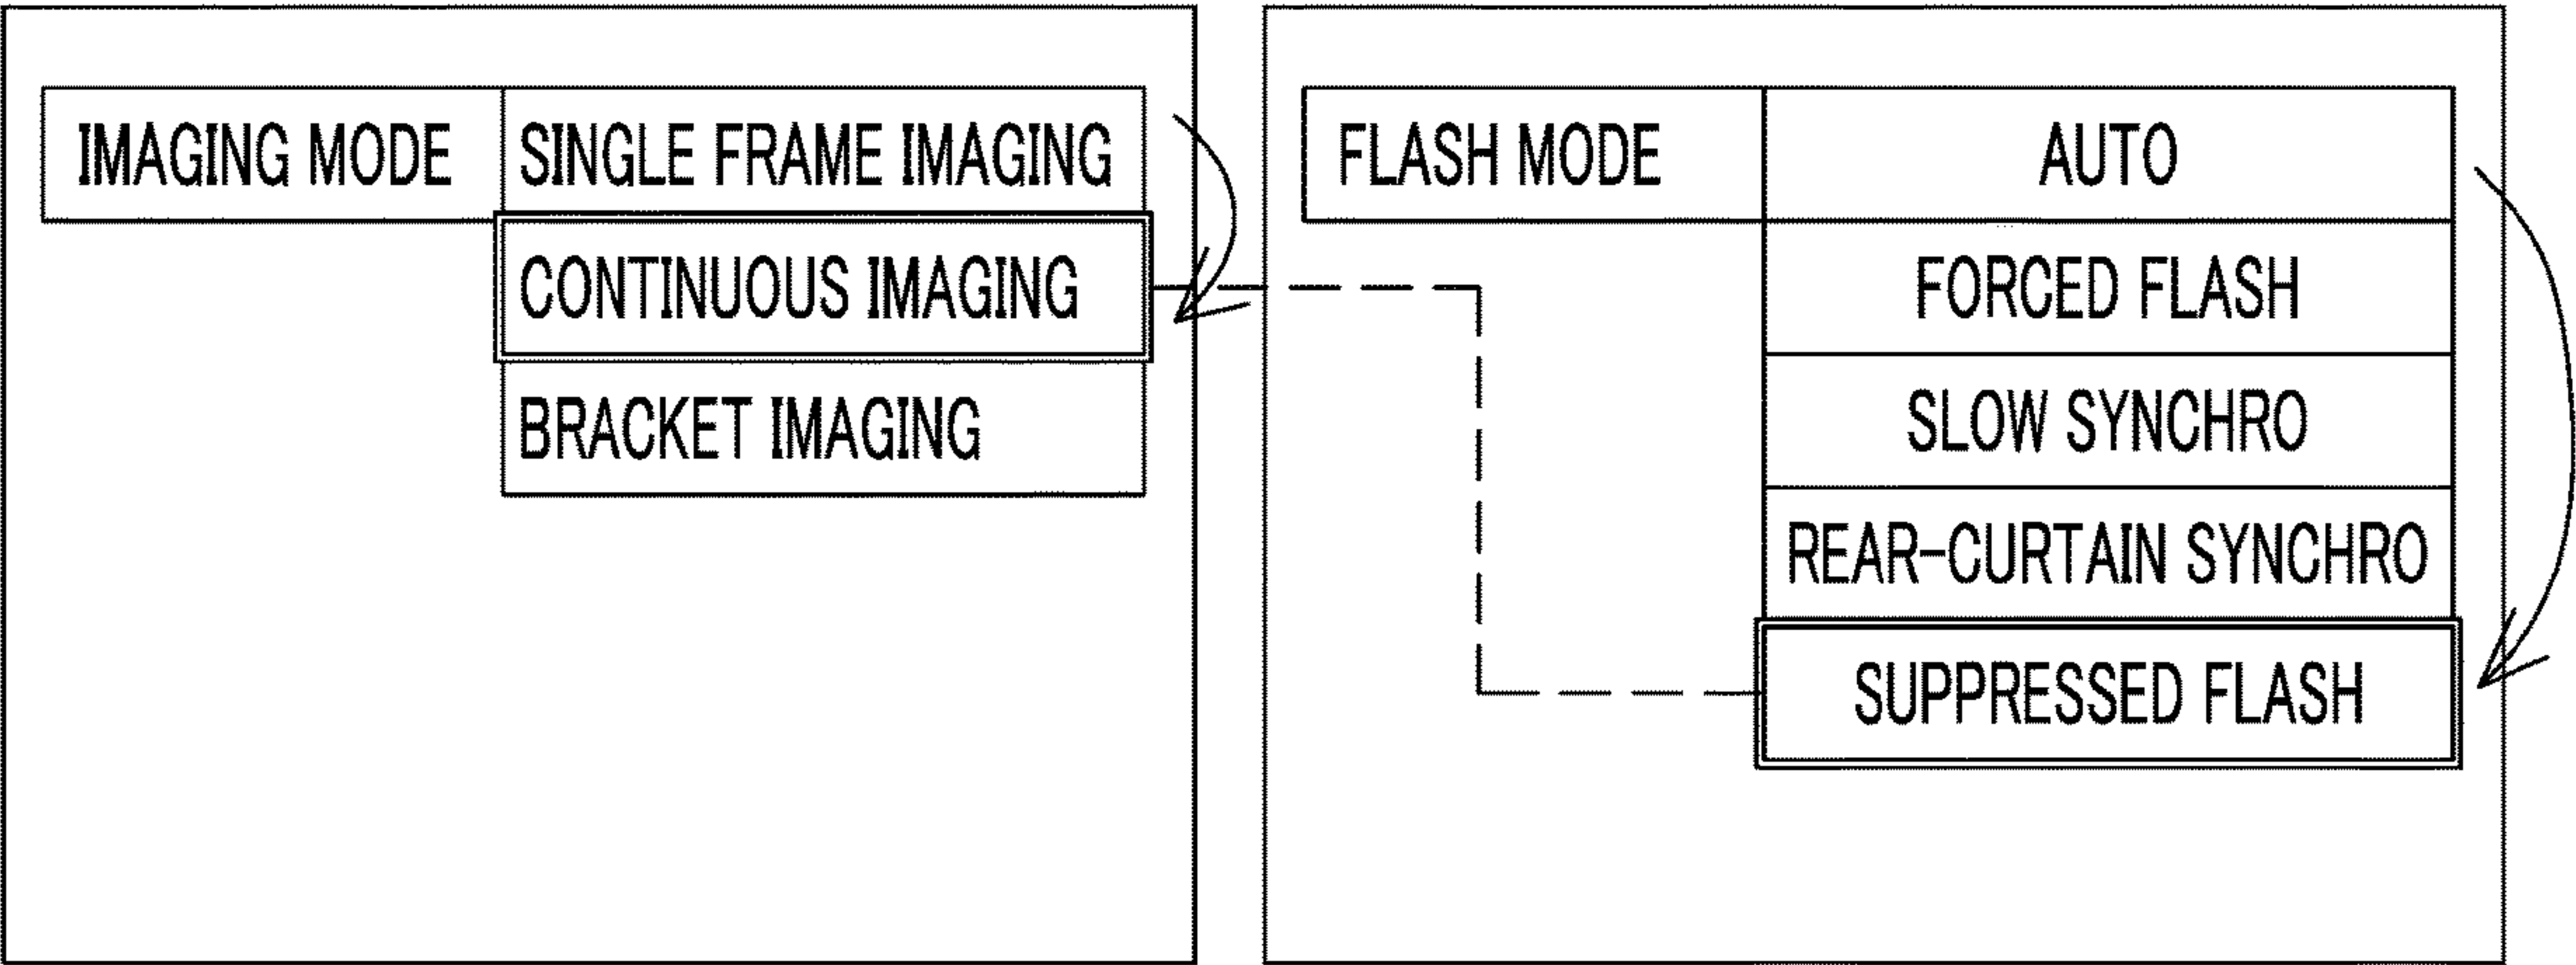 IMAGING MODE
SINGLE FRAME IMAGING
CONTINUOUS IMAGING
BRACKET IMAGING
FLASH MODE
AUTO
FORCED FLASH
SLOW SYNCHRO
REAR-CURTAIN SYNCHRO
SUPPRESSED FLASH